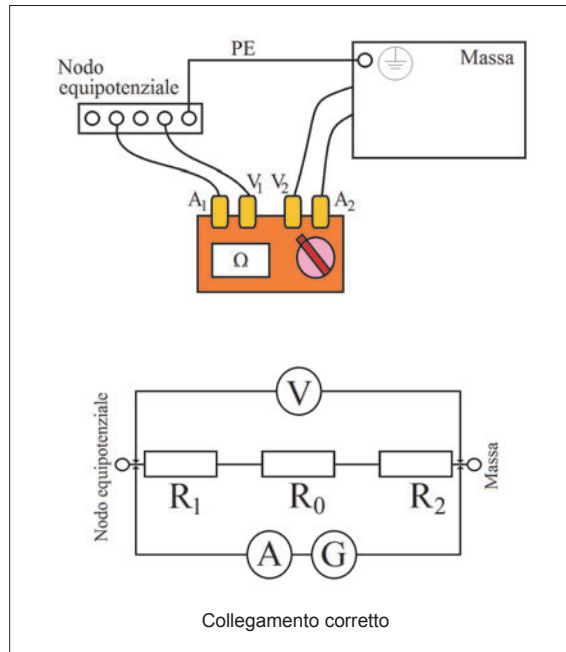 PE
Massa
Nodo
equipotenziale
A1
V1
V2
A2
Ω
V
Nodo equipotenziale
R1
R0
R2
Massa
A
G
Collegamento corretto